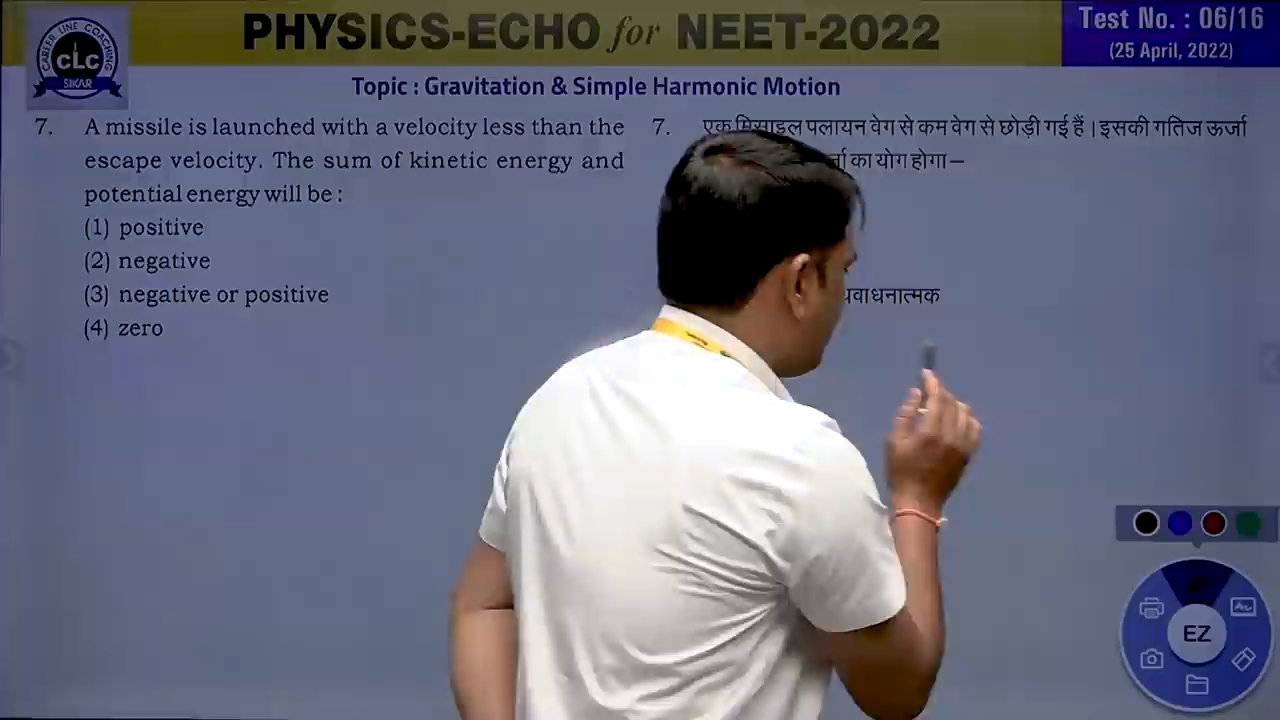 PHYSICS-ECHO for NEET-2022
Test No. : 06/16
(25 April, 2022)
CAREER LINE COACHING
CLC
SIKAR
Topic : Gravitation & Simple Harmonic Motion
7. A missile is launched with a velocity less than the
escape velocity. The sum of kinetic energy and
potential energy will be :
(1) positive
(2) negative
(3) negative or positive
(4) zero
7. एक मिसाइल पलायन वेग से कम वेग से छोड़ी गई हैं। इसकी गतिज ऊर्जा
का योग होगा–
EZ